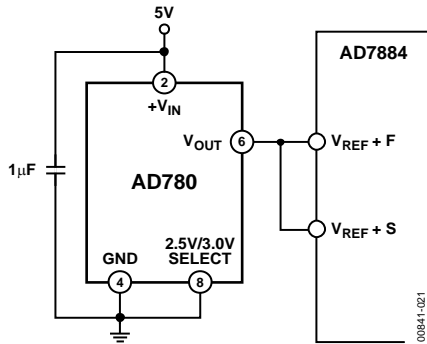 5V
AD7884
2
+VIN
VOUT
6
VREF + F
1μF
AD780
2.5V/3.0V
GND
SELECT
VREF + S
4
8
00841-021